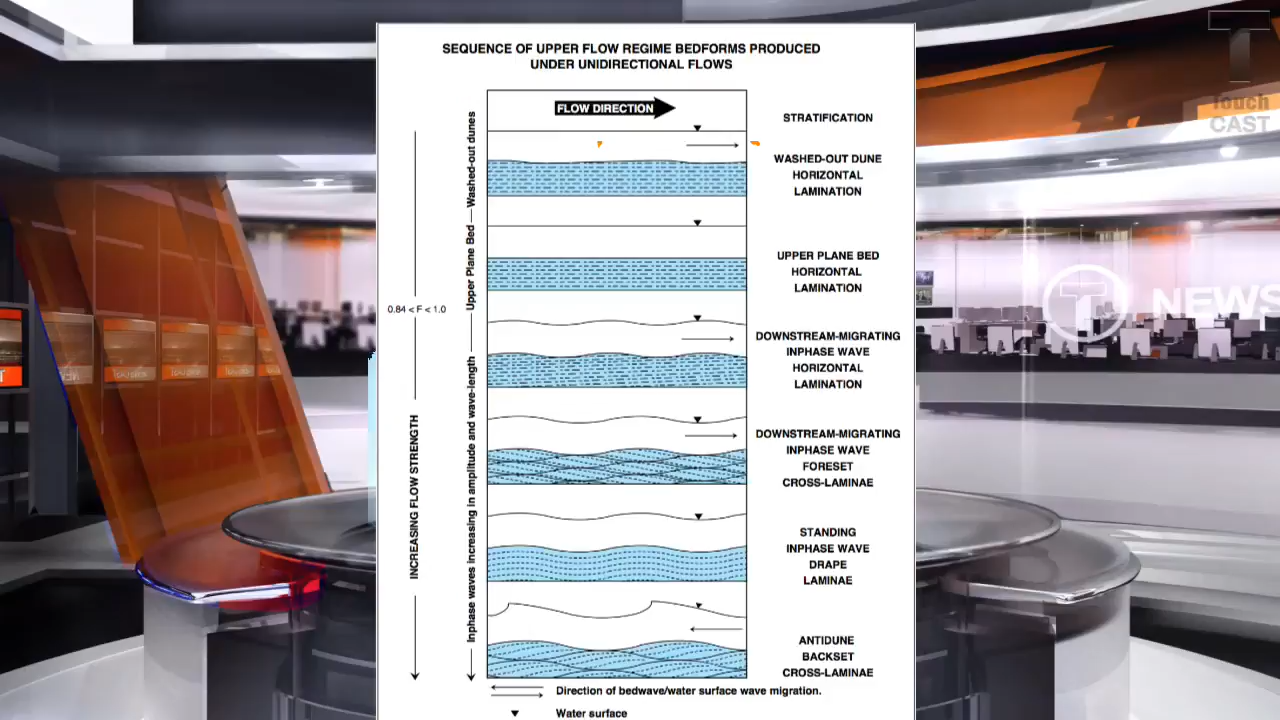 SEQUENCE OF UPPER FLOW REGIME BEDFORMS PRODUCED
UNDER UNIDIRECTIONAL FLOWS
FLOW DIRECTION
STRATIFICATION
WASHED-OUT DUNE
HORIZONTAL
LAMINATION
UPPER PLANE BED
HORIZONTAL
LAMINATION
DOWNSTREAM-MIGRATING
INPHASE WAVE
HORIZONTAL
LAMINATION
DOWNSTREAM-MIGRATING
INPHASE WAVE
FORESET
CROSS-LAMINAE
STANDING
INPHASE WAVE
DRAPE
LAMINAE
ANTIDUNE
BACKSET
CROSS-LAMINAE
0.84 < F < 1.0
INCREASING FLOW STRENGTH
Inphase waves increasing in amplitude and wave-length
Upper Plane Bed
Washed-out dunes
Direction of bedwave/water surface wave migration.
Water surface
T
Touch
CAST
T NEWS